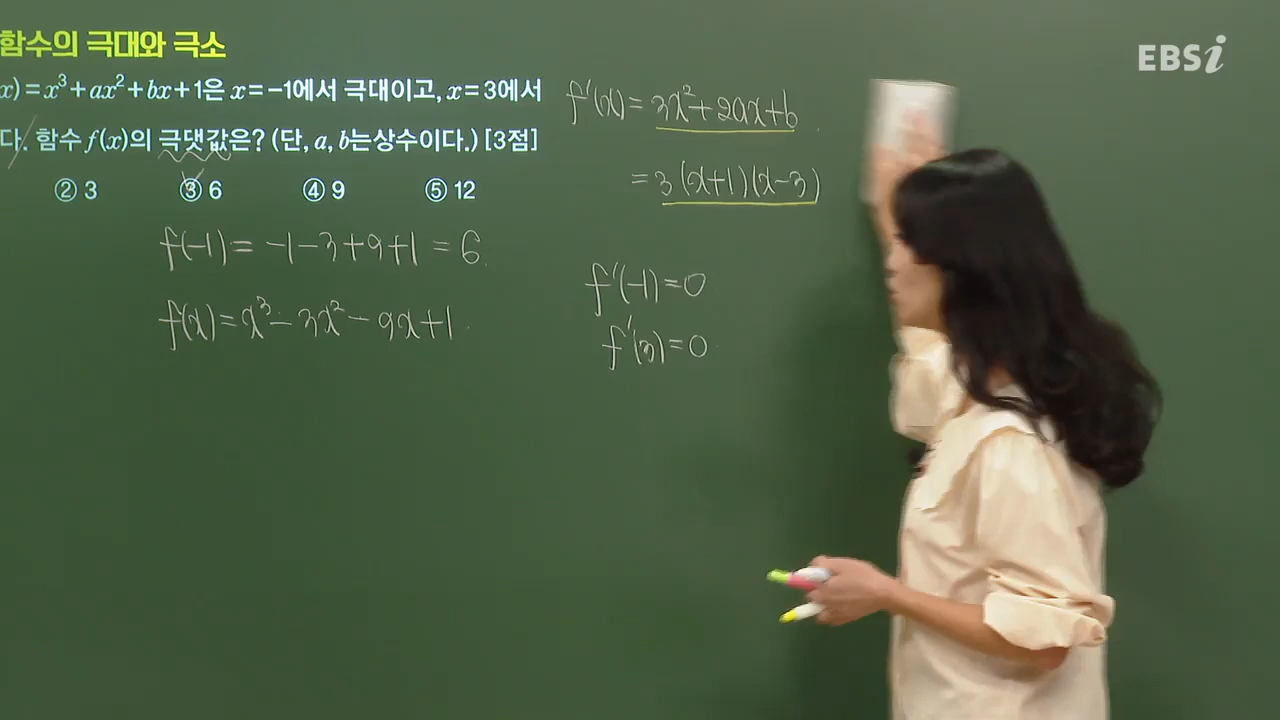 함수의 극대와 극소
EBSi
x)=x³+ax²+bx+1은 x=-1에서 극대이고, x=3에서
다. 함수 f(x)의 극댓값은? (단, a, b는 상수이다.) [3점]
② 3 ③ 6 ④ 9 ⑤ 12
f(-1)= -1-3+9+1 = 6.
f(x)=x³-3x²-9x+1.
f'(x)= 3x²+2ax+b
= 3(x+1)(x-3)
f'(-1)=0
f'(3)=0